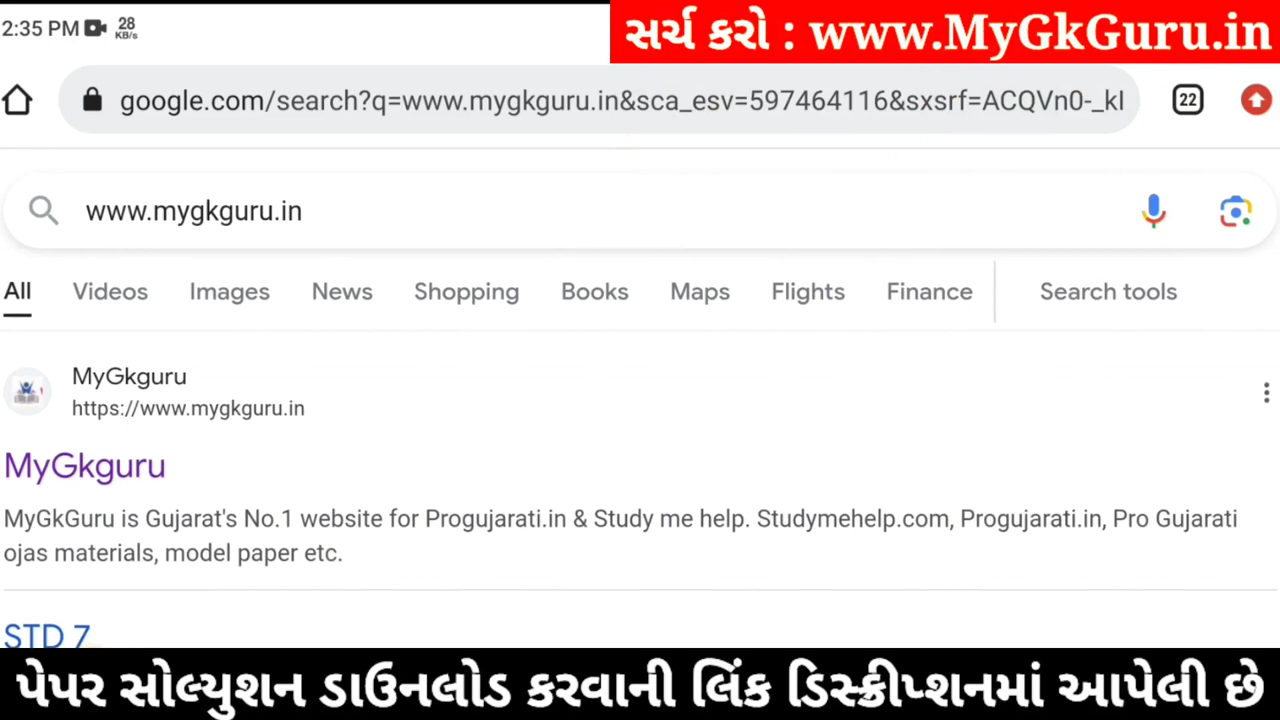 2:35 PM 28 KB/s
સર્ચ કરો : www.MyGkGuru.in
google.com/search?q=www.mygkguru.in&sca_esv=597464116&sxsrf=ACQVn0-_kI
22
www.mygkguru.in
All Videos Images News Shopping Books Maps Flights Finance Search tools
MyGkguru
https://www.mygkguru.in
MyGkguru
MyGkGuru is Gujarat's No.1 website for Progujarati.in & Study me help. Studymehelp.com, Progujarati.in, Pro Gujarati
ojas materials, model paper etc.
STD 7
પેપર સોલ્યુશન ડાઉનલોડ કરવાની લિંક ડિસ્ક્રીપ્શનમાં આપેલી છે